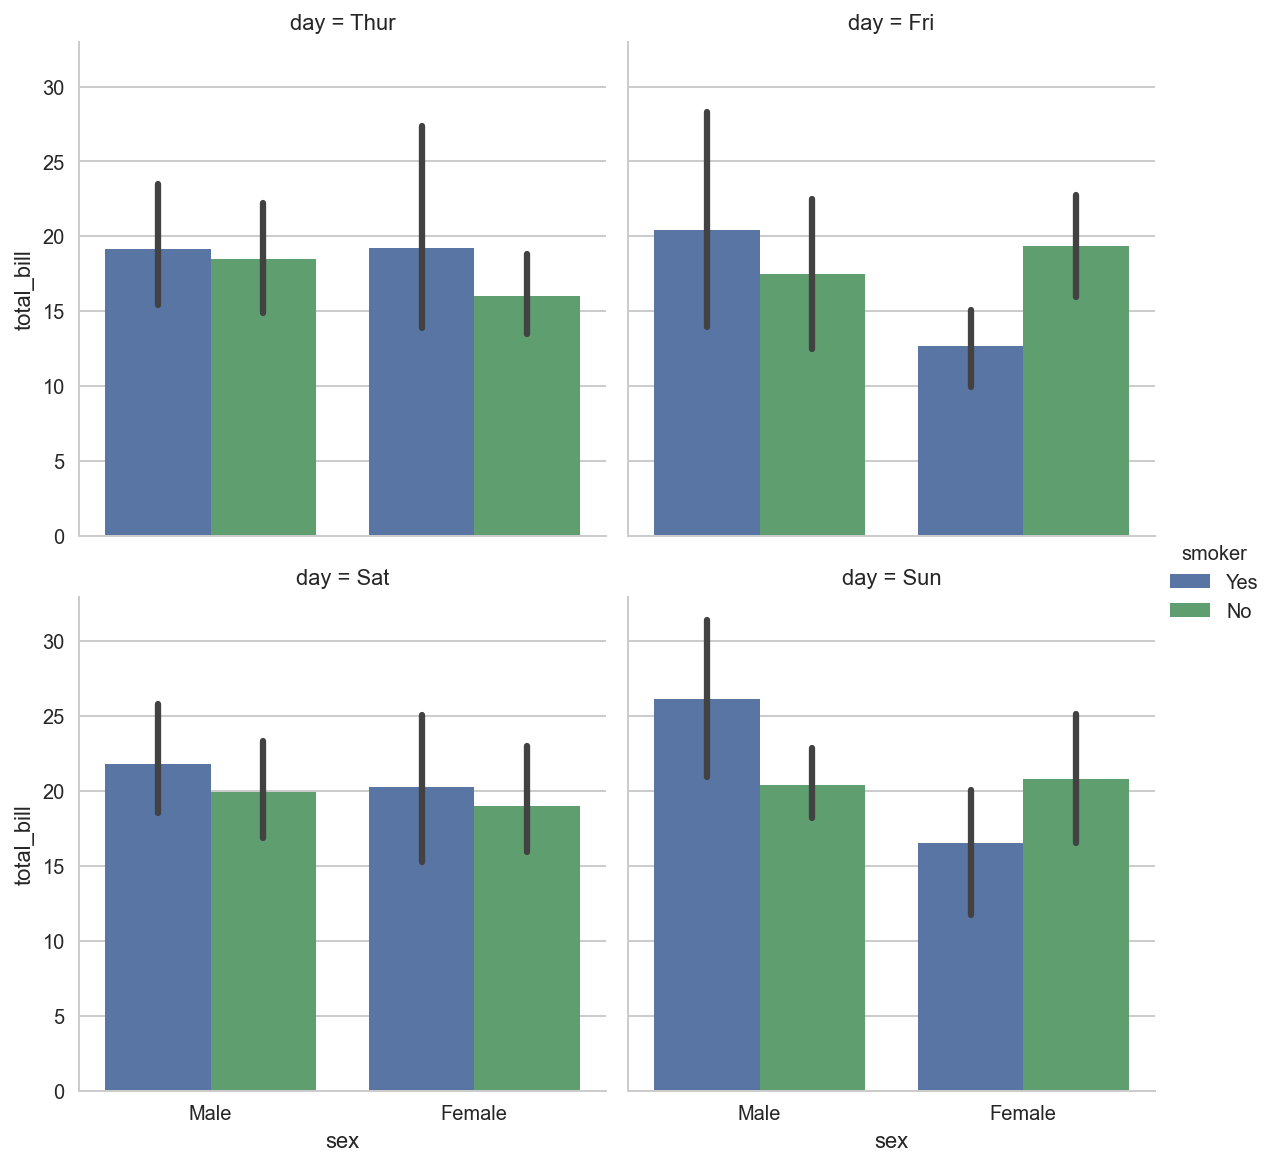 day = Thur
day = Fri
30
25
20
15
10
5
0
total_bill
day = Sat
day = Sun
30
25
20
15
10
5
0
total_bill
Male
Female
Male
Female
sex
sex
smoker
Yes
No